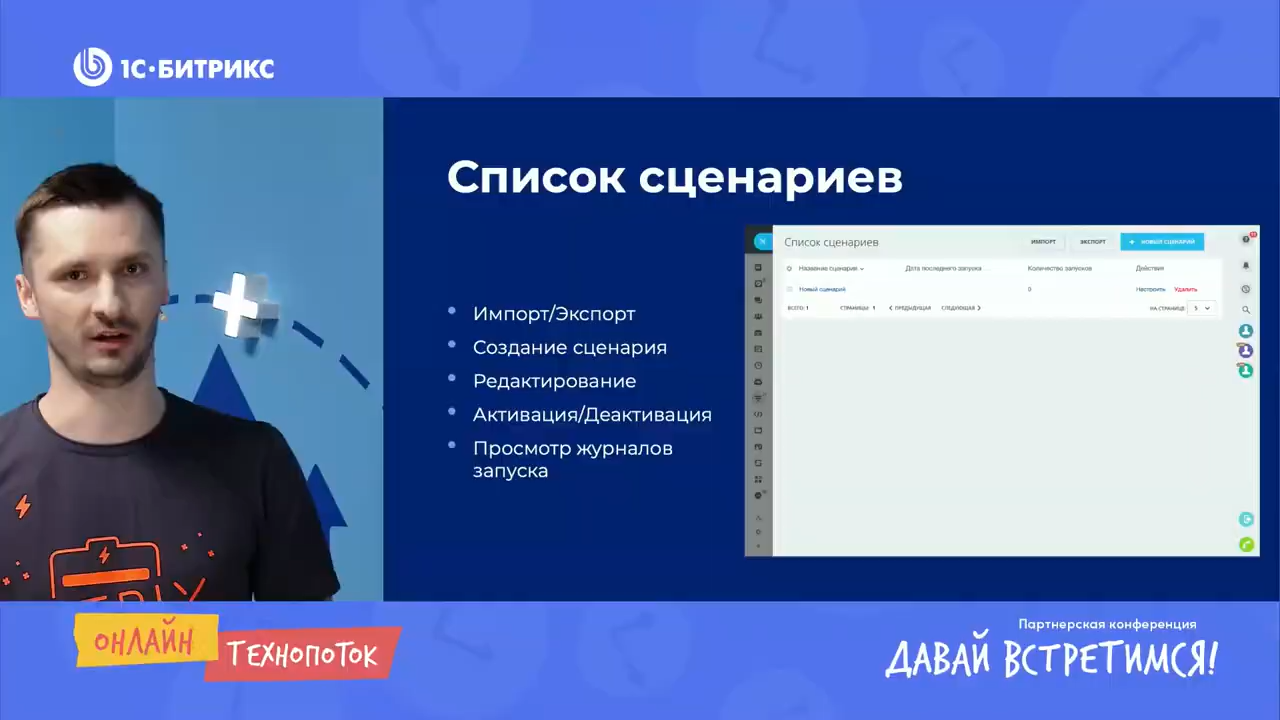 1С•БИТРИКС
Список сценариев
Импорт/Экспорт
Создание сценария
Редактирование
Активация/Деактивация
Просмотр журналов
запуска
Список сценариев
ИМПОРТ
ЭКСПОРТ
+ НОВЫЙ СЦЕНАРИЙ
Название сценария
Дата последнего запуска
Количество запусков
Действия
Новый сценарий
0
Настроить
Удалить
ВСЕГО: 1
СТРАНИЦЫ: 1
ПРЕДЫДУЩАЯ
СЛЕДУЮЩАЯ
НА СТРАНИЦЕ:
5
ОНЛАЙН
ТЕХНОПОТОК
Партнерская конференция
ДАВАЙ ВСТРЕТИМСЯ!